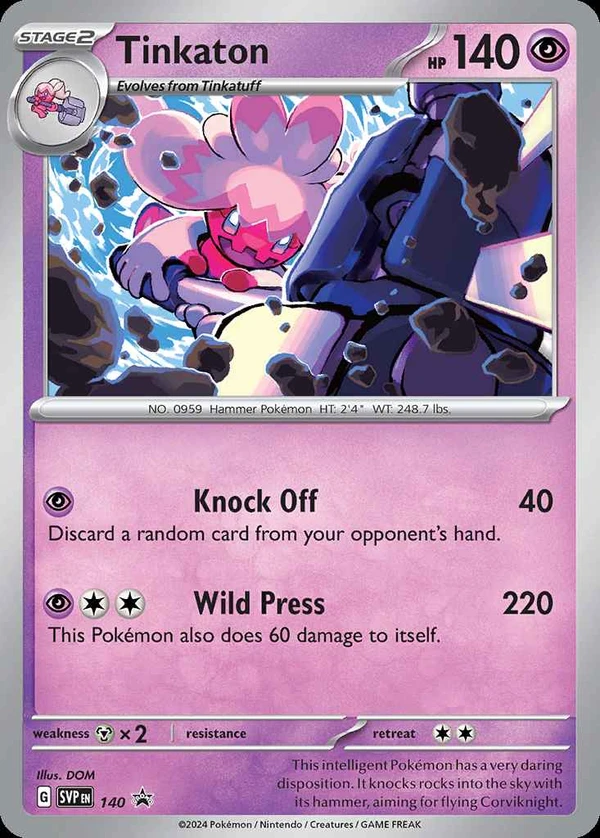 STAGE2
Tinkaton
HP 140
Evolves from Tinkatuff
NO. 0959 Hammer Pokémon HT: 2'4" WT: 248.7 lbs.
Knock Off 40
Discard a random card from your opponent's hand.
Wild Press 220
This Pokémon also does 60 damage to itself.
weakness ×2 resistance retreat
Illus. DOM
G SVP EN 140
This intelligent Pokémon has a very daring
disposition. It knocks rocks into the sky with
its hammer, aiming for flying Corviknight.
©2024 Pokémon / Nintendo / Creatures / GAME FREAK